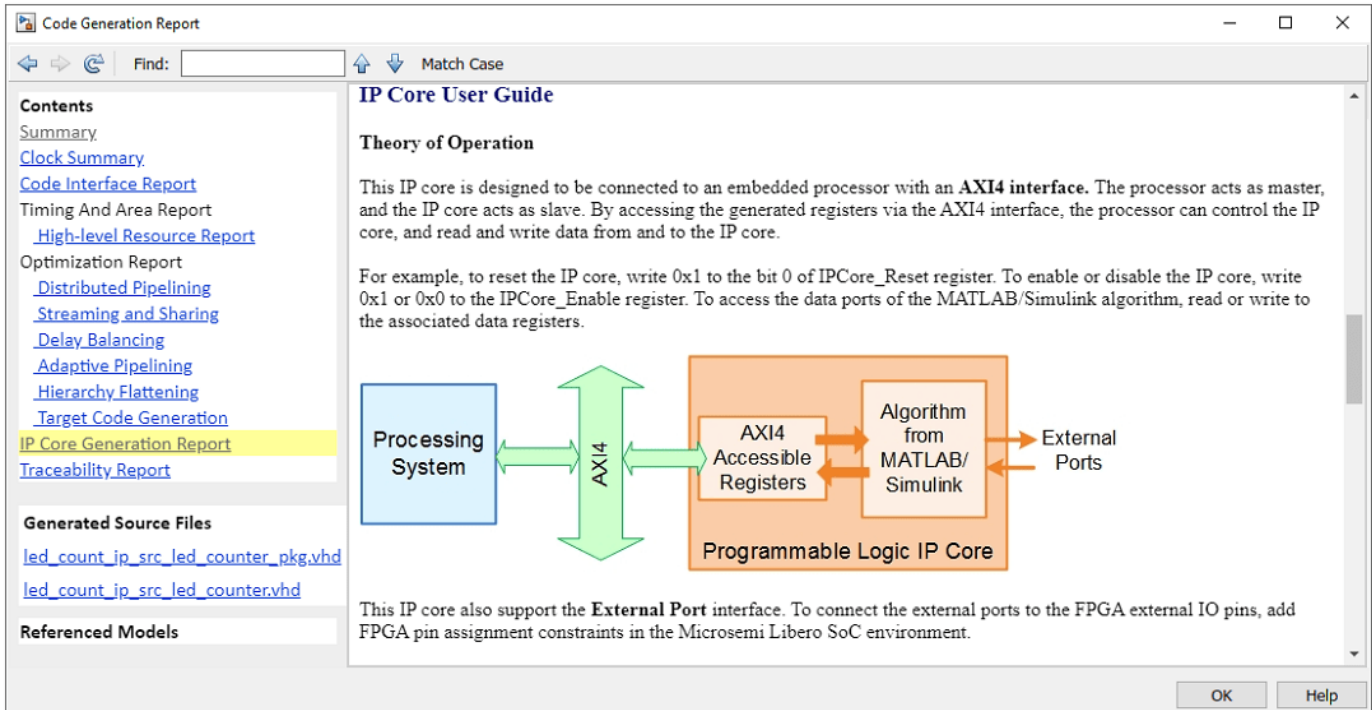 Code Generation Report
Find:
Match Case
Contents
Summary
Clock Summary
Code Interface Report
Timing And Area Report
High-level Resource Report
Optimization Report
Distributed Pipelining
Streaming and Sharing
Delay Balancing
Adaptive Pipelining
Hierarchy Flattening
Target Code Generation
IP Core Generation Report
Traceability Report
Generated Source Files
led_count_ip_src_led_counter_pkg.vhd
led_count_ip_src_led_counter.vhd
Referenced Models
IP Core User Guide
Theory of Operation
This IP core is designed to be connected to an embedded processor with an AXI4 interface. The processor acts as master,
and the IP core acts as slave. By accessing the generated registers via the AXI4 interface, the processor can control the IP
core, and read and write data from and to the IP core.
For example, to reset the IP core, write 0x1 to the bit 0 of IPCore_Reset register. To enable or disable the IP core, write
0x1 or 0x0 to the IPCore_Enable register. To access the data ports of the MATLAB/Simulink algorithm, read or write to
the associated data registers.
Processing
System
AXI4
AXI4
Accessible
Registers
Algorithm
from
MATLAB/
Simulink
External
Ports
Programmable Logic IP Core
This IP core also support the External Port interface. To connect the external ports to the FPGA external IO pins, add
FPGA pin assignment constraints in the Microsemi Libero SoC environment.
OK
Help